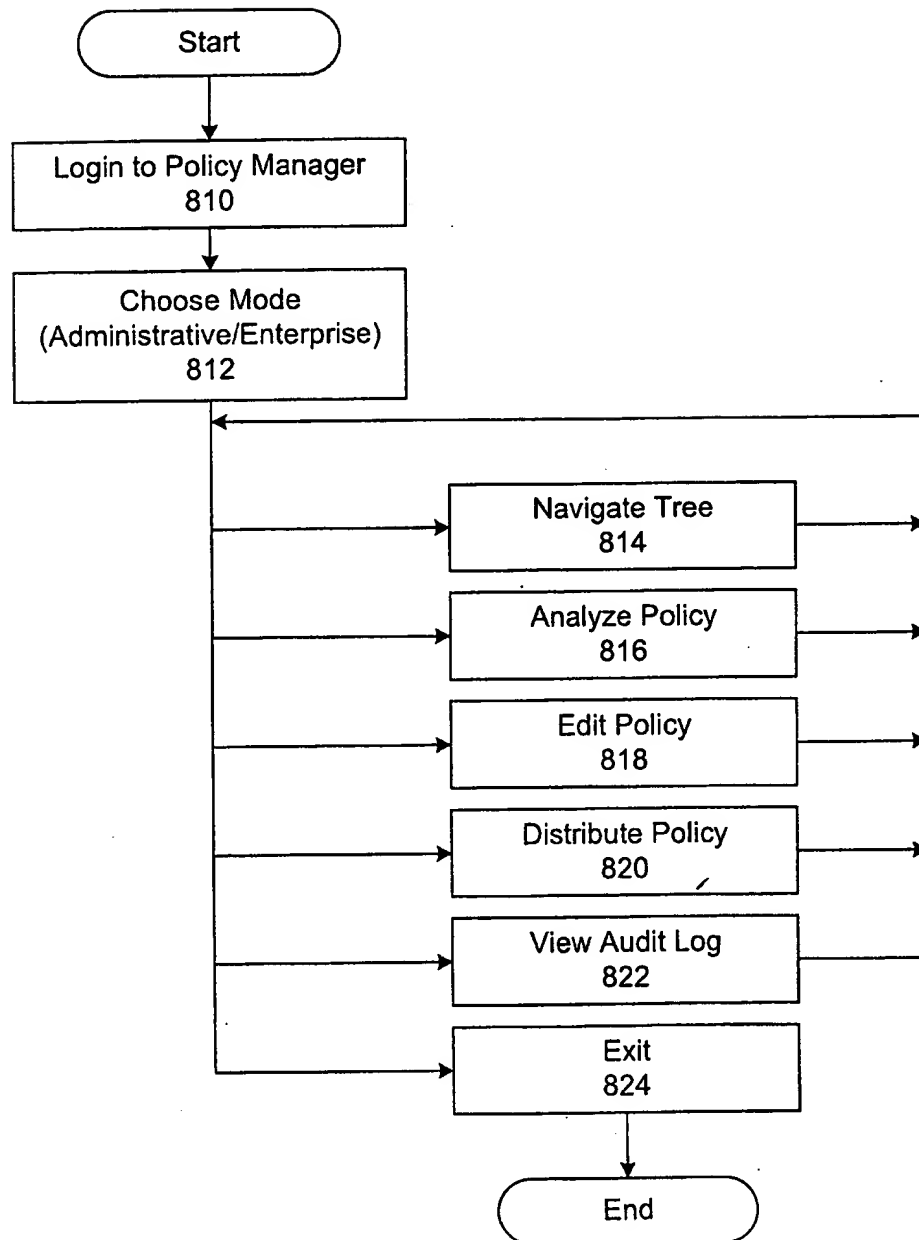 Start
Login to Policy Manager
810
Choose Mode
(Administrative/Enterprise)
812
Navigate Tree
814
Analyze Policy
816
Edit Policy
818
Distribute Policy
820
View Audit Log
822
Exit
824
End